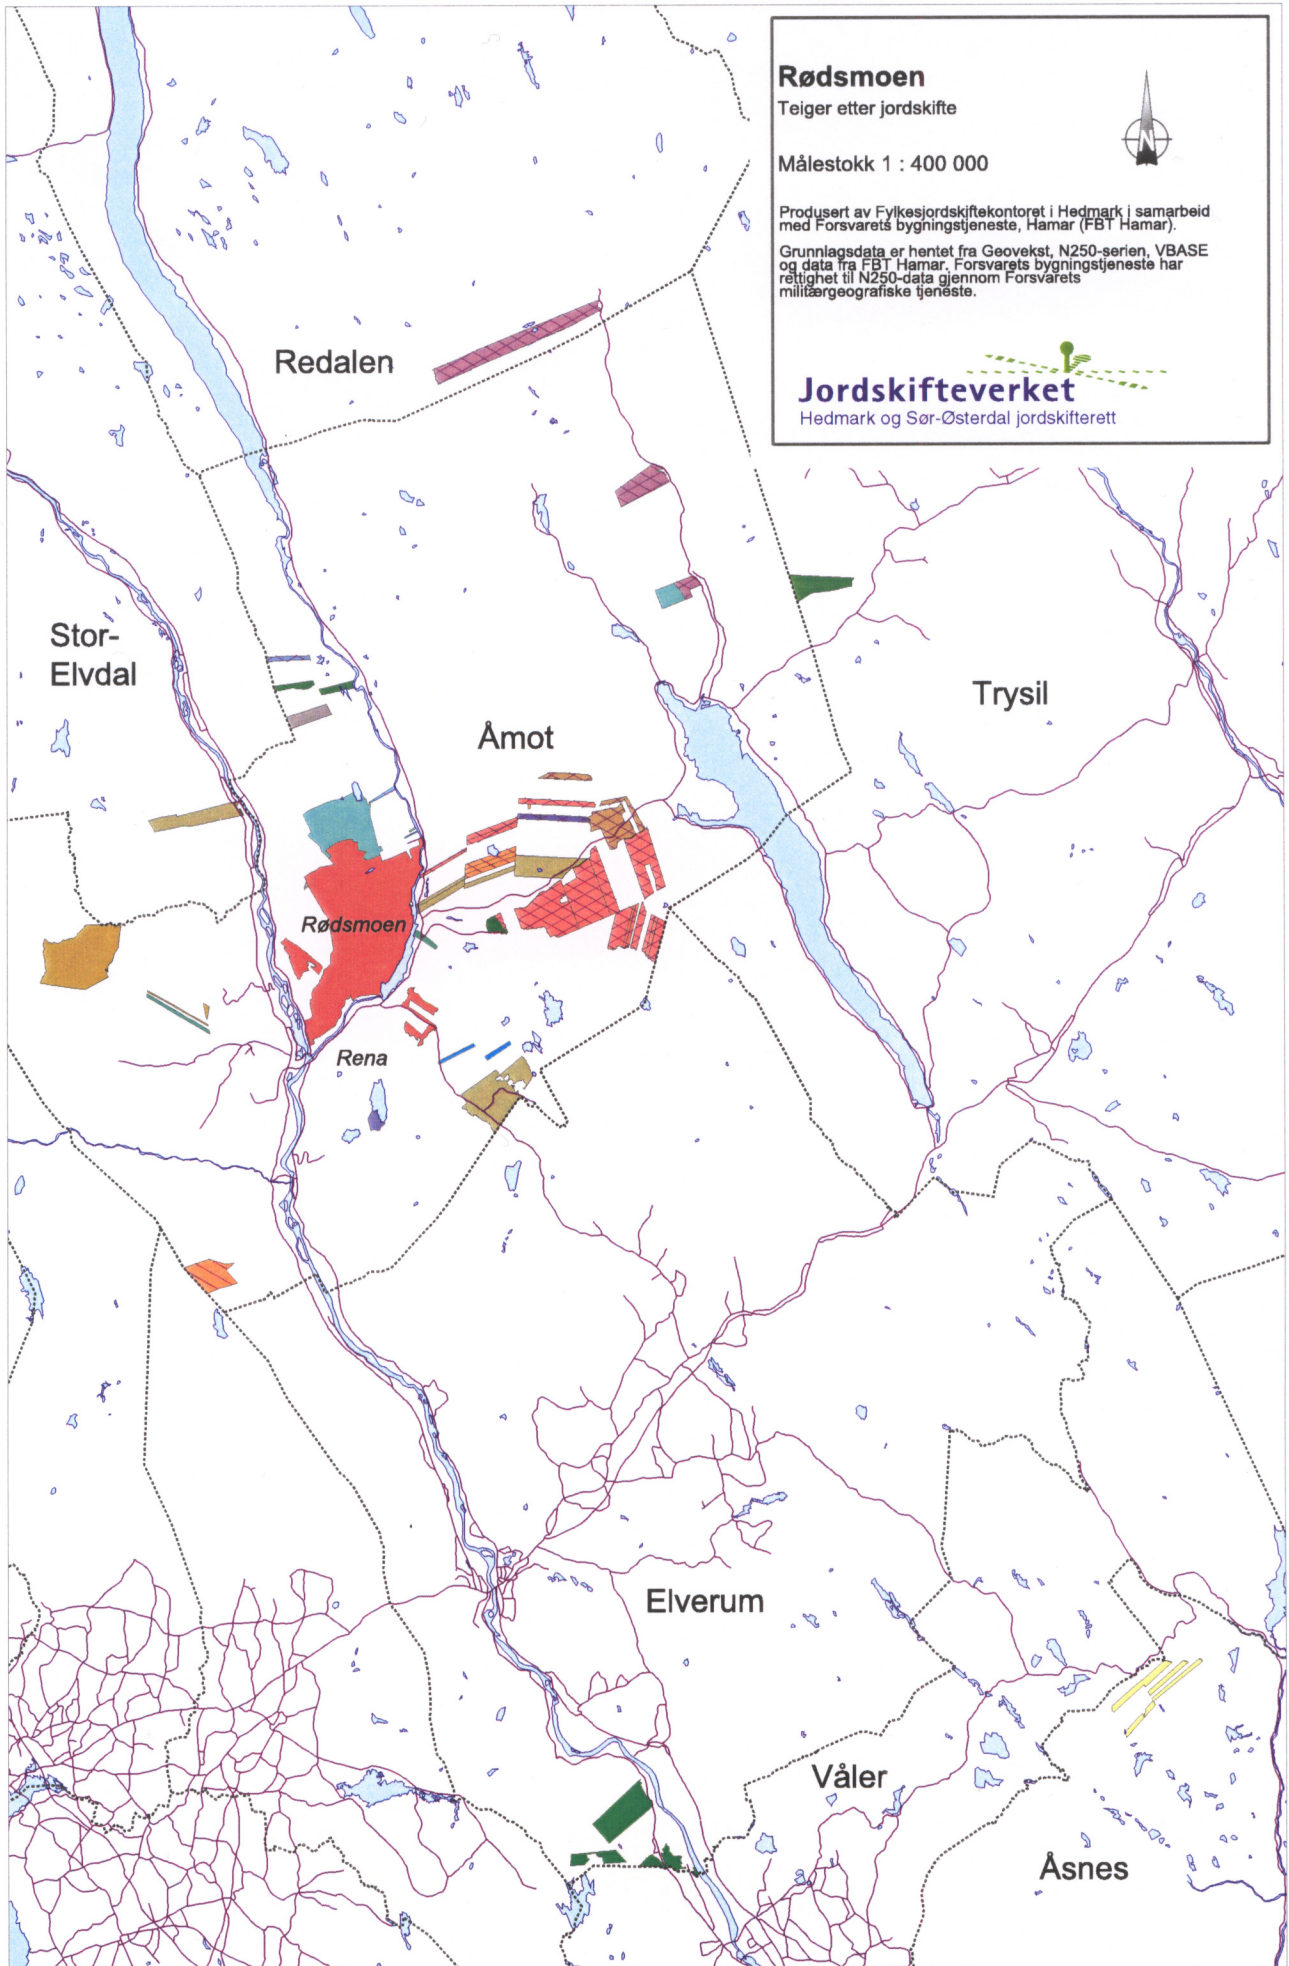 Rødsmoen
Teiger etter jordskifte
Målestokk 1 : 400 000
Produsert av Fylkesjordskiftekontoret i Hedmark i samarbeid
med Forsvarets bygningstjeneste, Hamar (FBT Hamar).
Grunnlagsdata er hentet fra Geovekst, N250-serien, VBASE
og data fra FBT Hamar. Forsvarets bygningstjeneste har
rettighet til N250-data gjennom Forsvarets
militærgeografiske tjeneste.
N
Jordskifteverket
Hedmark og Sør-Østerdal jordskifterett
Redalen
Stor-
Elvdal
Trysil
Åmot
Rødsmoen
Rena
Elverum
Våler
Åsnes